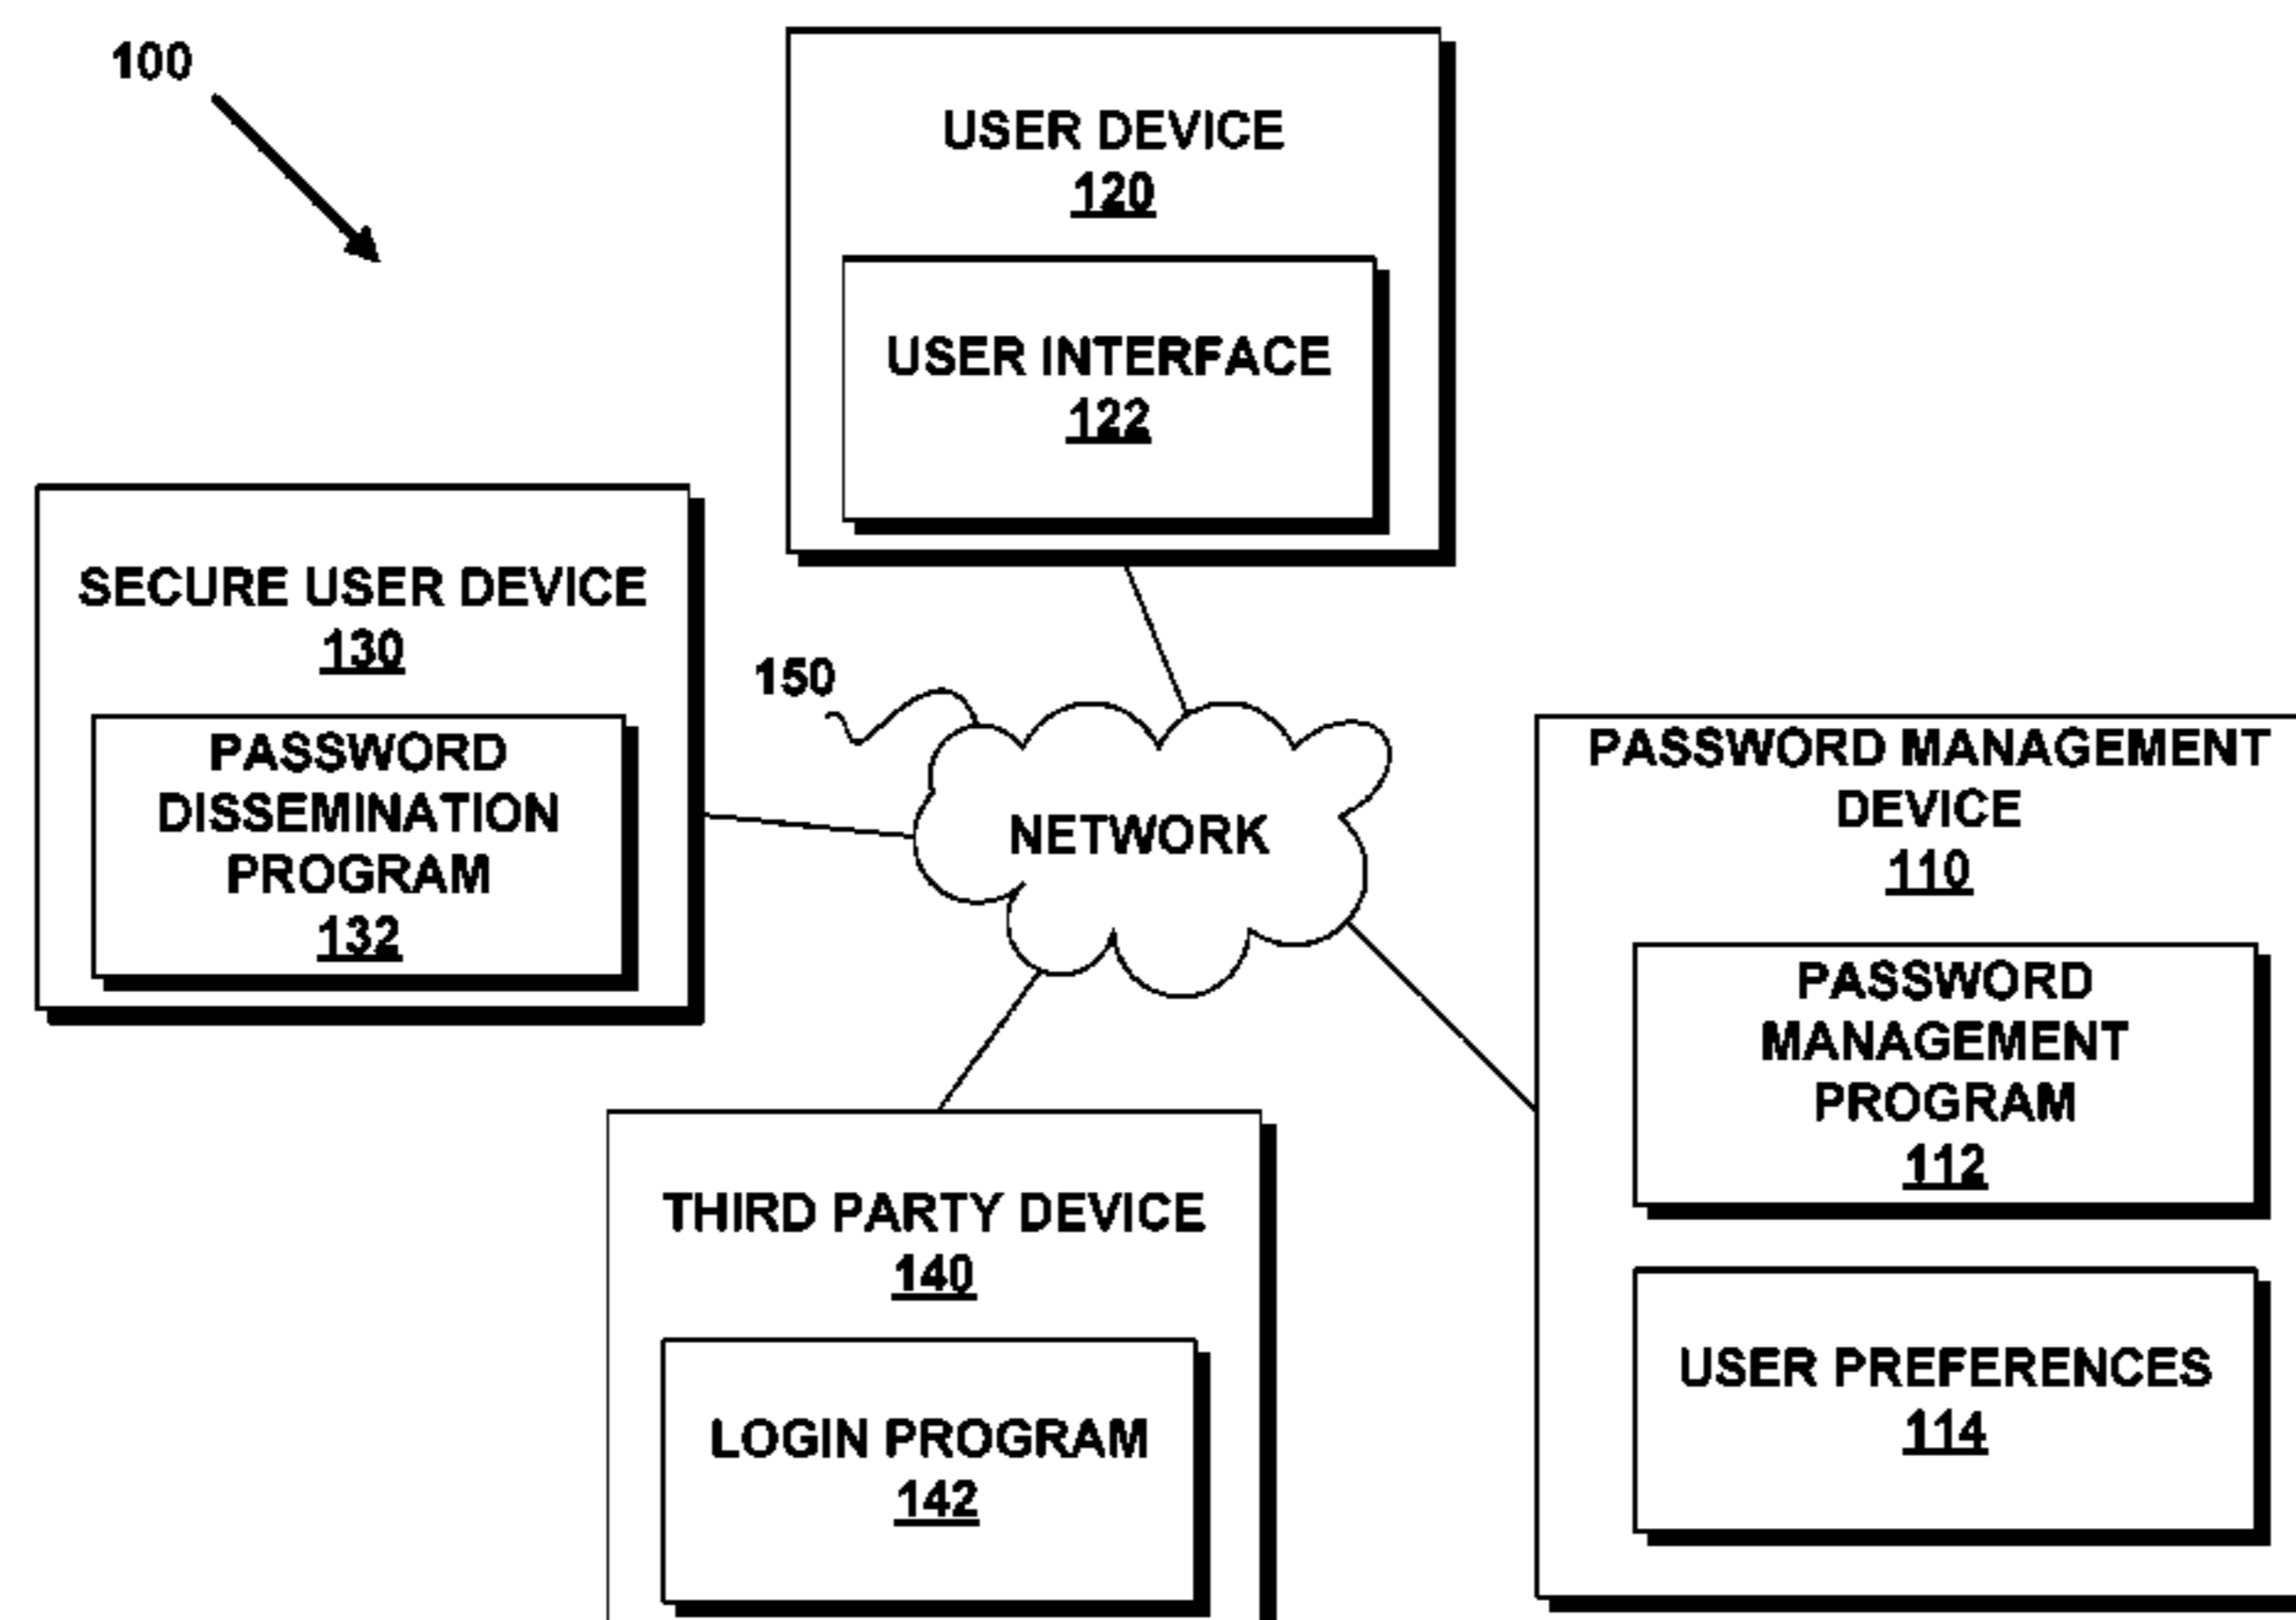 100
USER DEVICE
120
USER INTERFACE
122
SECURE USER DEVICE
130
PASSWORD
DISSEMINATION
PROGRAM
132
150
NETWORK
PASSWORD MANAGEMENT
DEVICE
110
PASSWORD
MANAGEMENT
PROGRAM
112
USER PREFERENCES
114
THIRD PARTY DEVICE
140
LOGIN PROGRAM
142